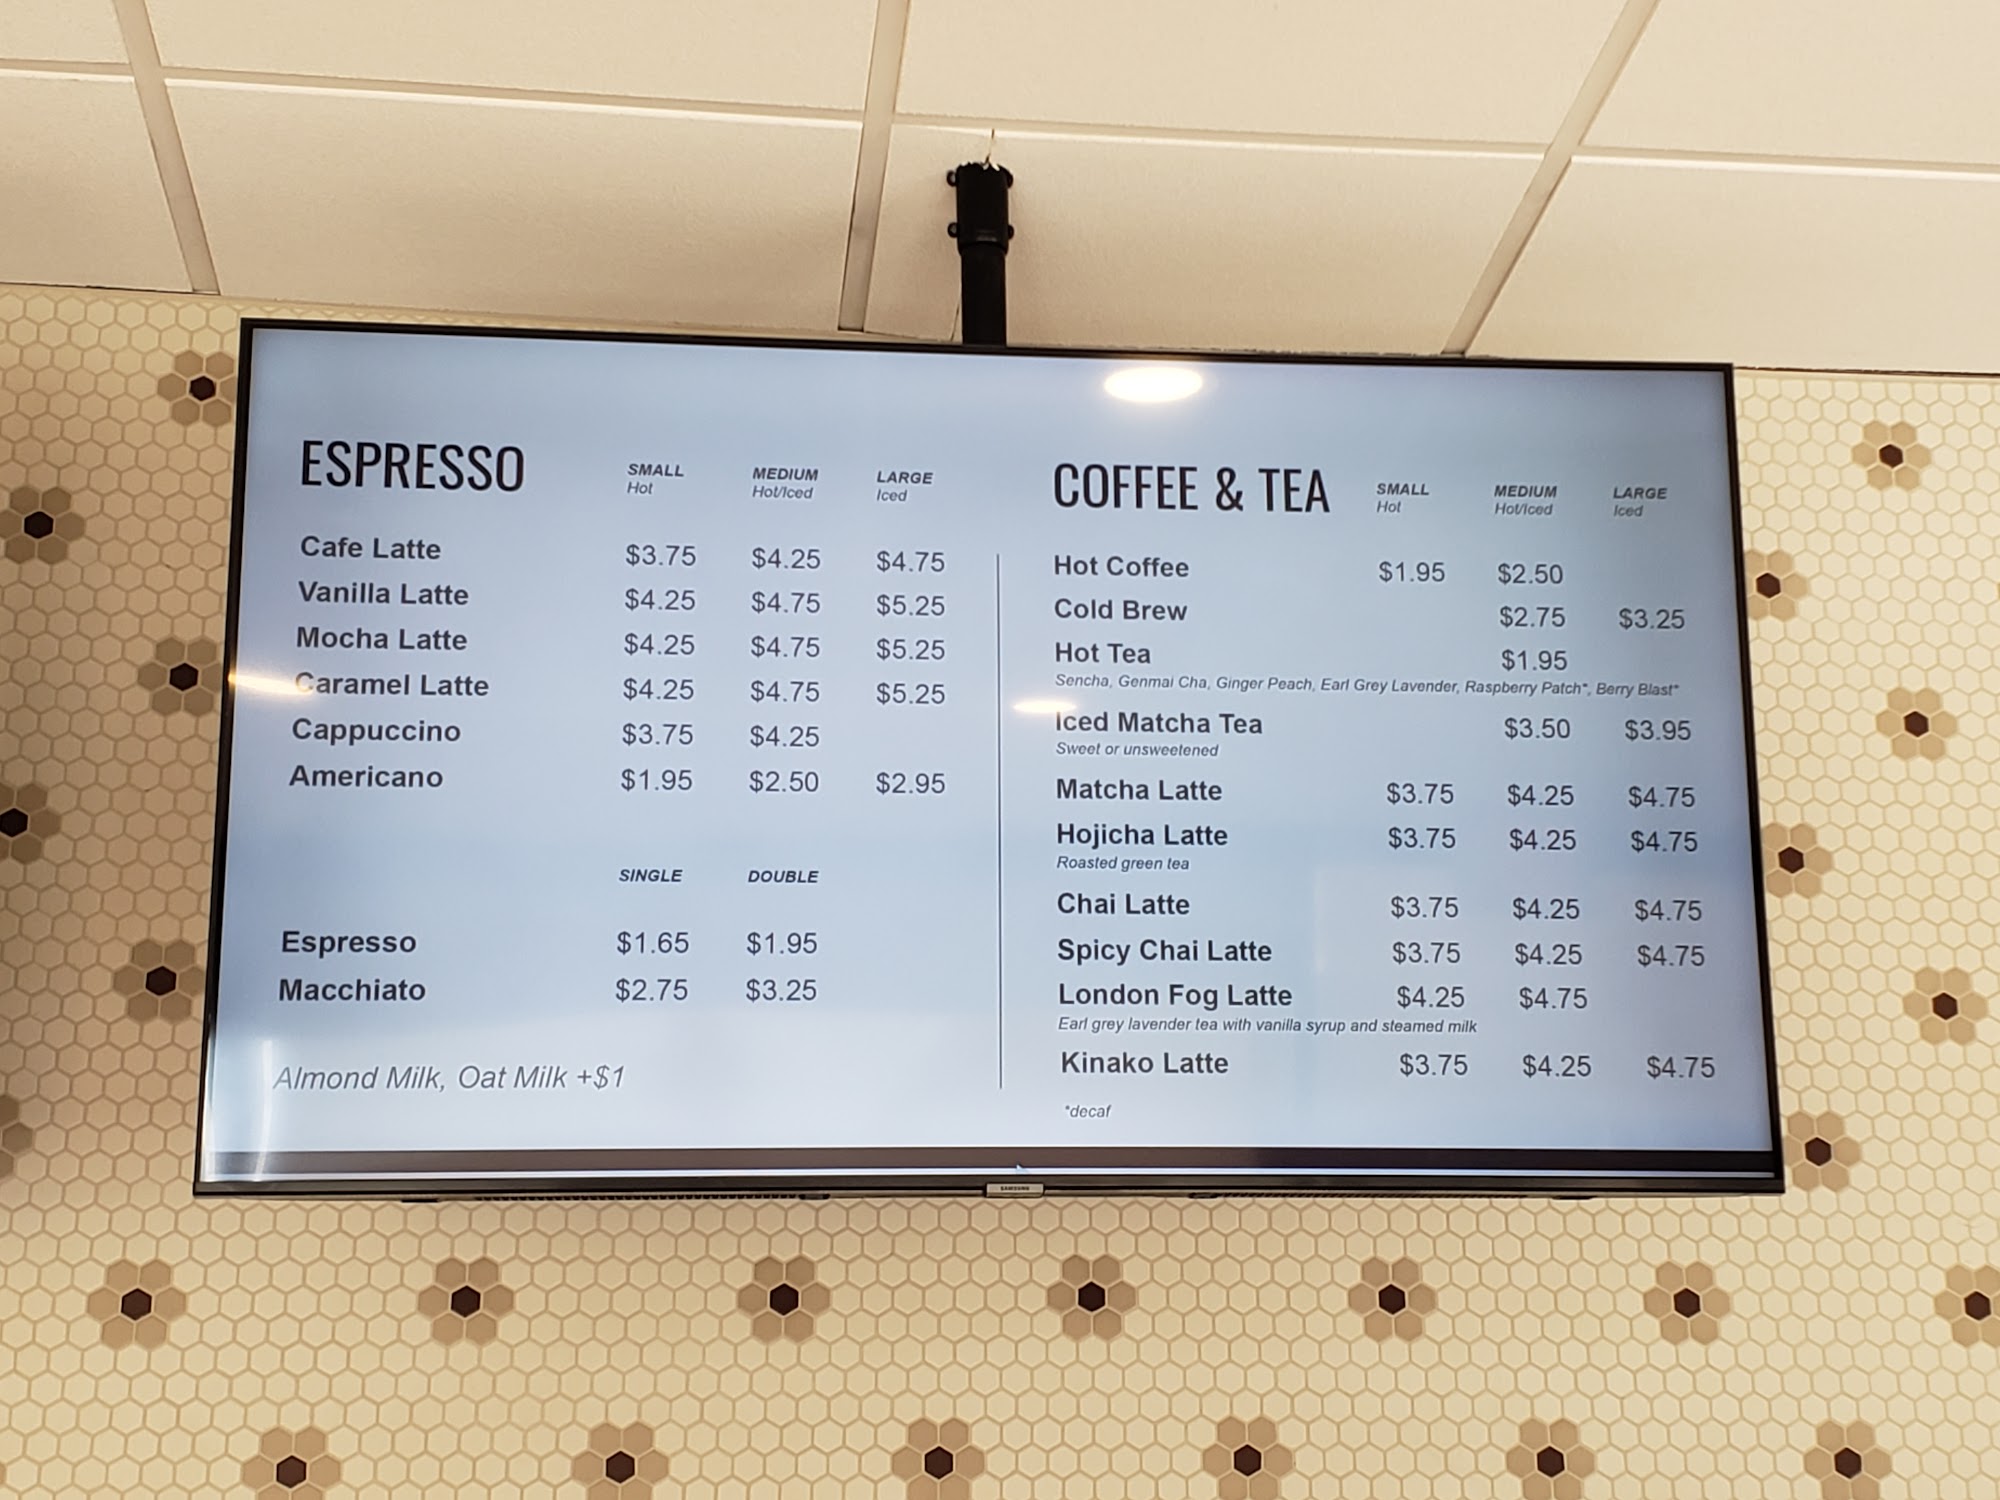 ESPRESSO SMALL MEDIUM LARGE
Hot Hot/Iced Iced
Cafe Latte $3.75 $4.25 $4.75
Vanilla Latte $4.25 $4.75 $5.25
Mocha Latte $4.25 $4.75 $5.25
Caramel Latte $4.25 $4.75 $5.25
Cappuccino $3.75 $4.25
Americano $1.95 $2.50 $2.95
SINGLE DOUBLE
Espresso $1.65 $1.95
Macchiato $2.75 $3.25
Almond Milk, Oat Milk +$1
COFFEE & TEA SMALL MEDIUM LARGE
Hot Hot/Iced Iced
Hot Coffee $1.95 $2.50
Cold Brew $2.75 $3.25
Hot Tea $1.95
Sencha, Genmai Cha, Ginger Peach, Earl Grey Lavender, Raspberry Patch*, Berry Blast*
Iced Matcha Tea $3.50 $3.95
Sweet or unsweetened
Matcha Latte $3.75 $4.25 $4.75
Hojicha Latte $3.75 $4.25 $4.75
Roasted green tea
Chai Latte $3.75 $4.25 $4.75
Spicy Chai Latte $3.75 $4.25 $4.75
London Fog Latte $4.25 $4.75
Earl grey lavender tea with vanilla syrup and steamed milk
Kinako Latte $3.75 $4.25 $4.75
*decaf
SAMSUNG